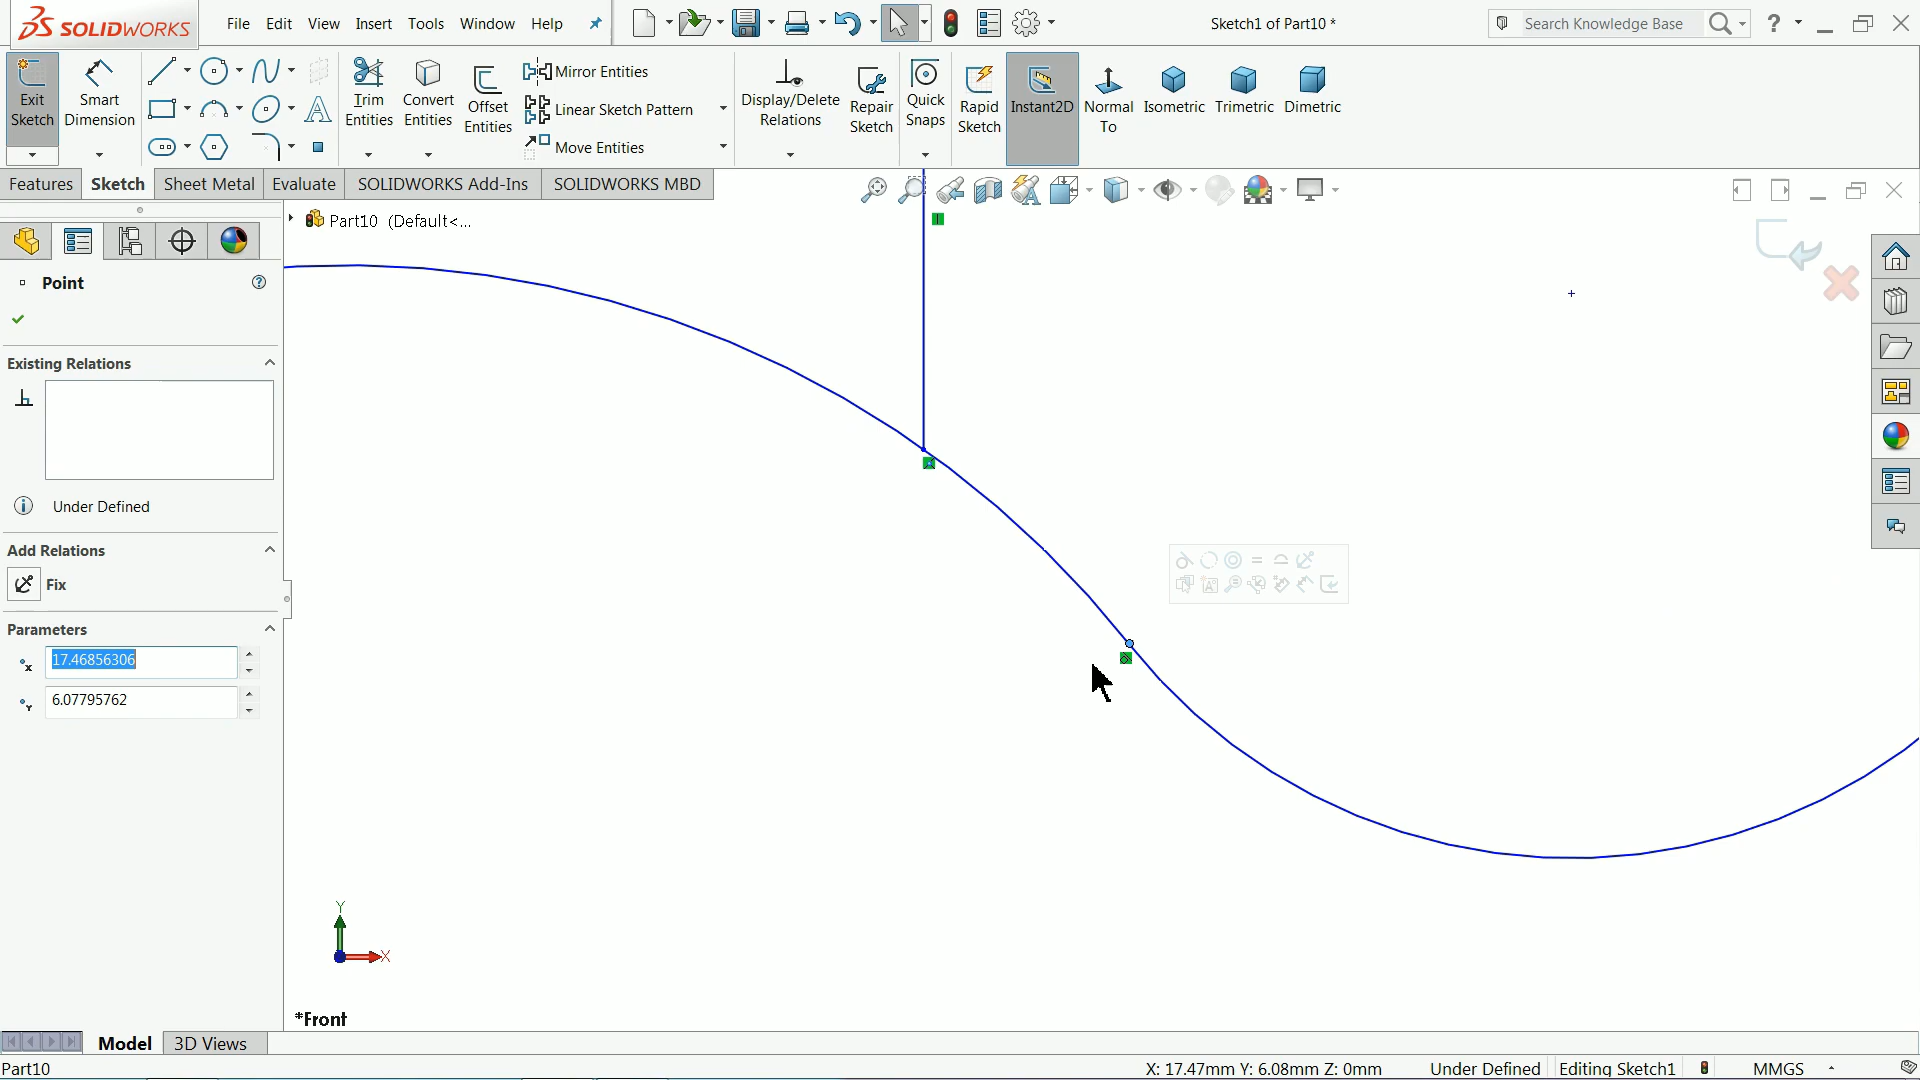 SOLIDWORKS
File Edit View Insert Tools Window Help
Sketch1 of Part10 *
Search Knowledge Base
?
Exit Sketch
Smart Dimension
Trim Entities
Convert Entities
Offset Entities
Mirror Entities
Linear Sketch Pattern
Move Entities
Display/Delete Relations
Repair Sketch
Quick Snaps
Rapid Sketch
Instant2D
Normal To
Isometric
Trimetric
Dimetric
Features Sketch Sheet Metal Evaluate SOLIDWORKS Add-Ins SOLIDWORKS MBD
Part10 (Default<...
Point
Existing Relations
Under Defined
Add Relations
Fix
Parameters
17.46856306
6.07795762
Y
X
*Front
Model 3D Views
Part10
X: 17.47mm Y: 6.08mm Z: 0mm
Under Defined
Editing Sketch1
MMGS